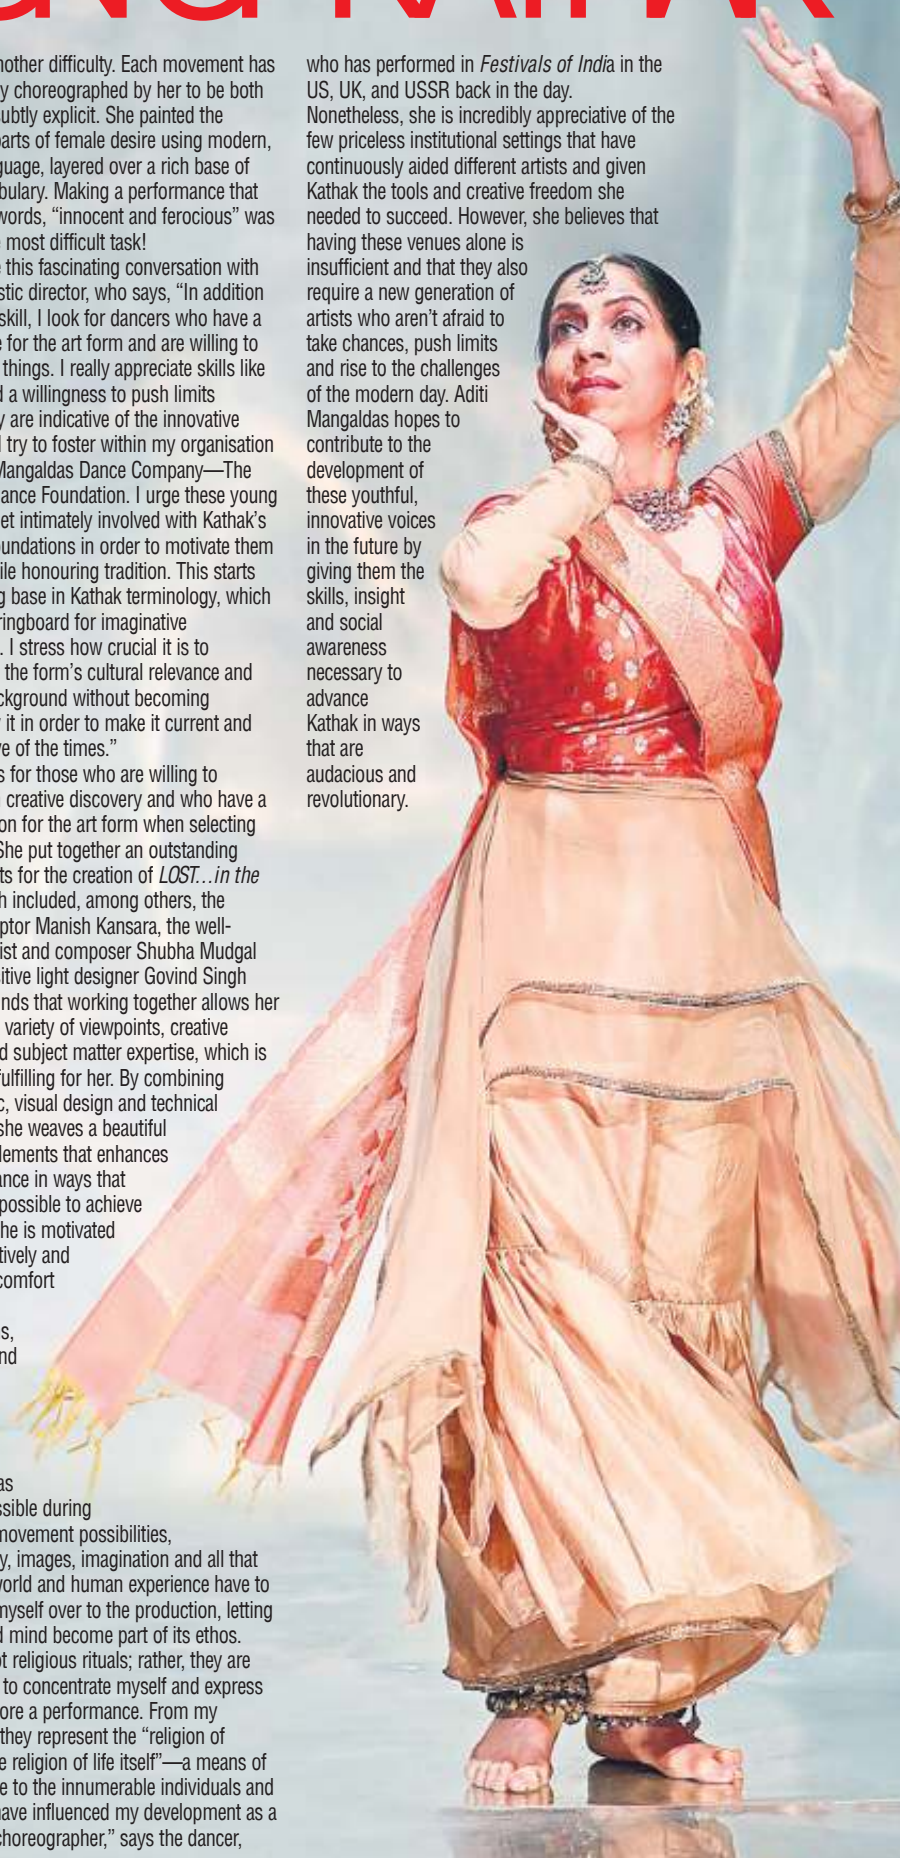 nother difficulty. Each movement has
y choreographed by her to be both
subtly explicit. She painted the
arts of female desire using modern,
guage, layered over a rich base of
bulary. Making a performance that
words, “innocent and ferocious” was
most difficult task!
this fascinating conversation with
stic director, who says, “In addition
skill, I look for dancers who have a
e for the art form and are willing to
things. I really appreciate skills like
d a willingness to push limits
y are indicative of the innovative
I try to foster within my organisation
Mangaldas Dance Company—The
ance Foundation. I urge these young
et intimately involved with Kathak’s
oundations in order to motivate them
ile honouring tradition. This starts
g base in Kathak terminology, which
ringboard for imaginative
. I stress how crucial it is to
the form’s cultural relevance and
ckground without becoming
it in order to make it current and
ve of the times.”
s for those who are willing to
creative discovery and who have a
on for the art form when selecting
She put together an outstanding
ts for the creation of LOST...in the
h included, among others, the
ptor Manish Kansara, the well-
ist and composer Shubha Mudgal
sitive light designer Govind Singh
nds that working together allows her
variety of viewpoints, creative
d subject matter expertise, which is
fulfilling for her. By combining
c, visual design and technical
she weaves a beautiful
lements that enhances
ance in ways that
possible to achieve
he is motivated
tively and
comfort
s,
nd
as
ssible during
movement possibilities,
y, images, imagination and all that
world and human experience have to
myself over to the production, letting
d mind become part of its ethos.
ot religious rituals; rather, they are
to concentrate myself and express
ore a performance. From my
they represent the “religion of
e religion of life itself”—a means of
e to the innumerable individuals and
have influenced my development as a
choreographer,” says the dancer,
who has performed in Festivals of India in the
US, UK, and USSR back in the day.
Nonetheless, she is incredibly appreciative of the
few priceless institutional settings that have
continuously aided different artists and given
Kathak the tools and creative freedom she
needed to succeed. However, she believes that
having these venues alone is
insufficient and that they also
require a new generation of
artists who aren’t afraid to
take chances, push limits
and rise to the challenges
of the modern day. Aditi
Mangaldas hopes to
contribute to the
development of
these youthful,
innovative voices
in the future by
giving them the
skills, insight
and social
awareness
necessary to
advance
Kathak in ways
that are
audacious and
revolutionary.